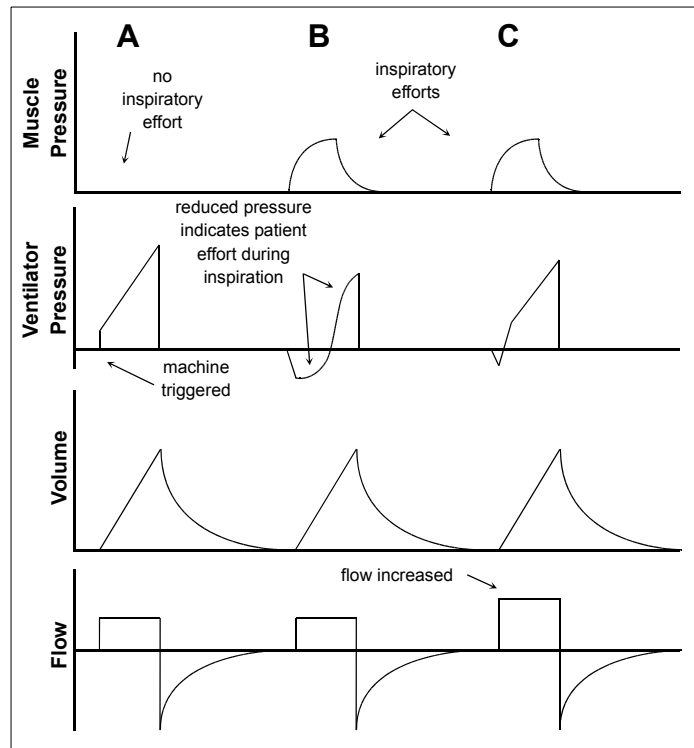 A
B
C
no
inspiratory
effort
inspiratory
efforts
Muscle
Pressure
reduced pressure
indicates patient
effort during
inspiration
Ventilator
Pressure
machine
triggered
Volume
flow increased
Flow